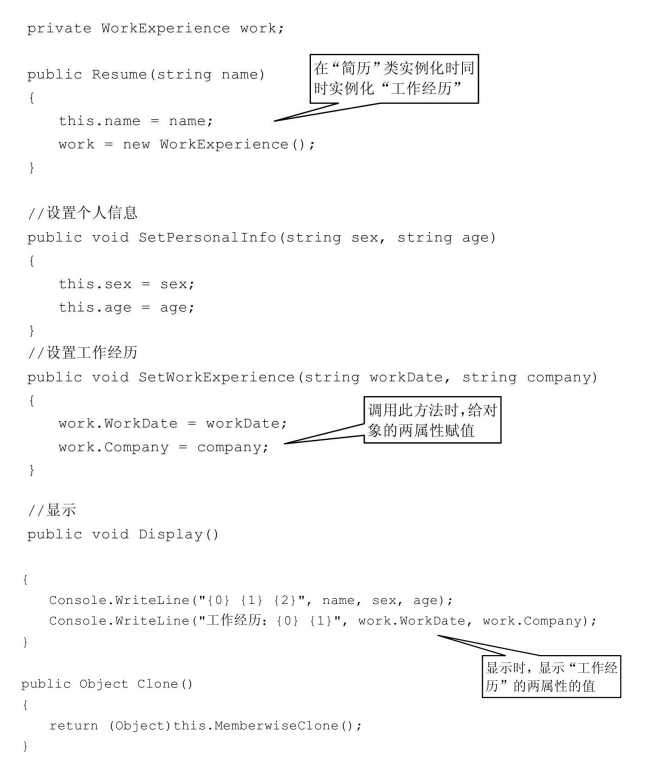 private WorkExperience work;
public Resume(string name)
在“简历”类实例化时同
时实例化“工作经历”
{
this.name = name;
work = new WorkExperience();
}
//设置个人信息
public void SetPersonalInfo(string sex, string age)
{
this.sex = sex;
this.age = age;
}
//设置工作经历
public void SetWorkExperience(string workDate, string company)
{
work.WorkDate = workDate;
work.Company = company;
调用此方法时,给对
象的两属性赋值
}
//显示
public void Display()
{
Console.WriteLine("{0} {1} {2}", name, sex, age);
Console.WriteLine("工作经历: {0} {1}", work.WorkDate, work.Company);
}
显示时, 显示“工作经
历”的两属性的值
public Object Clone()
{
return (Object)this.MemberwiseClone();
}